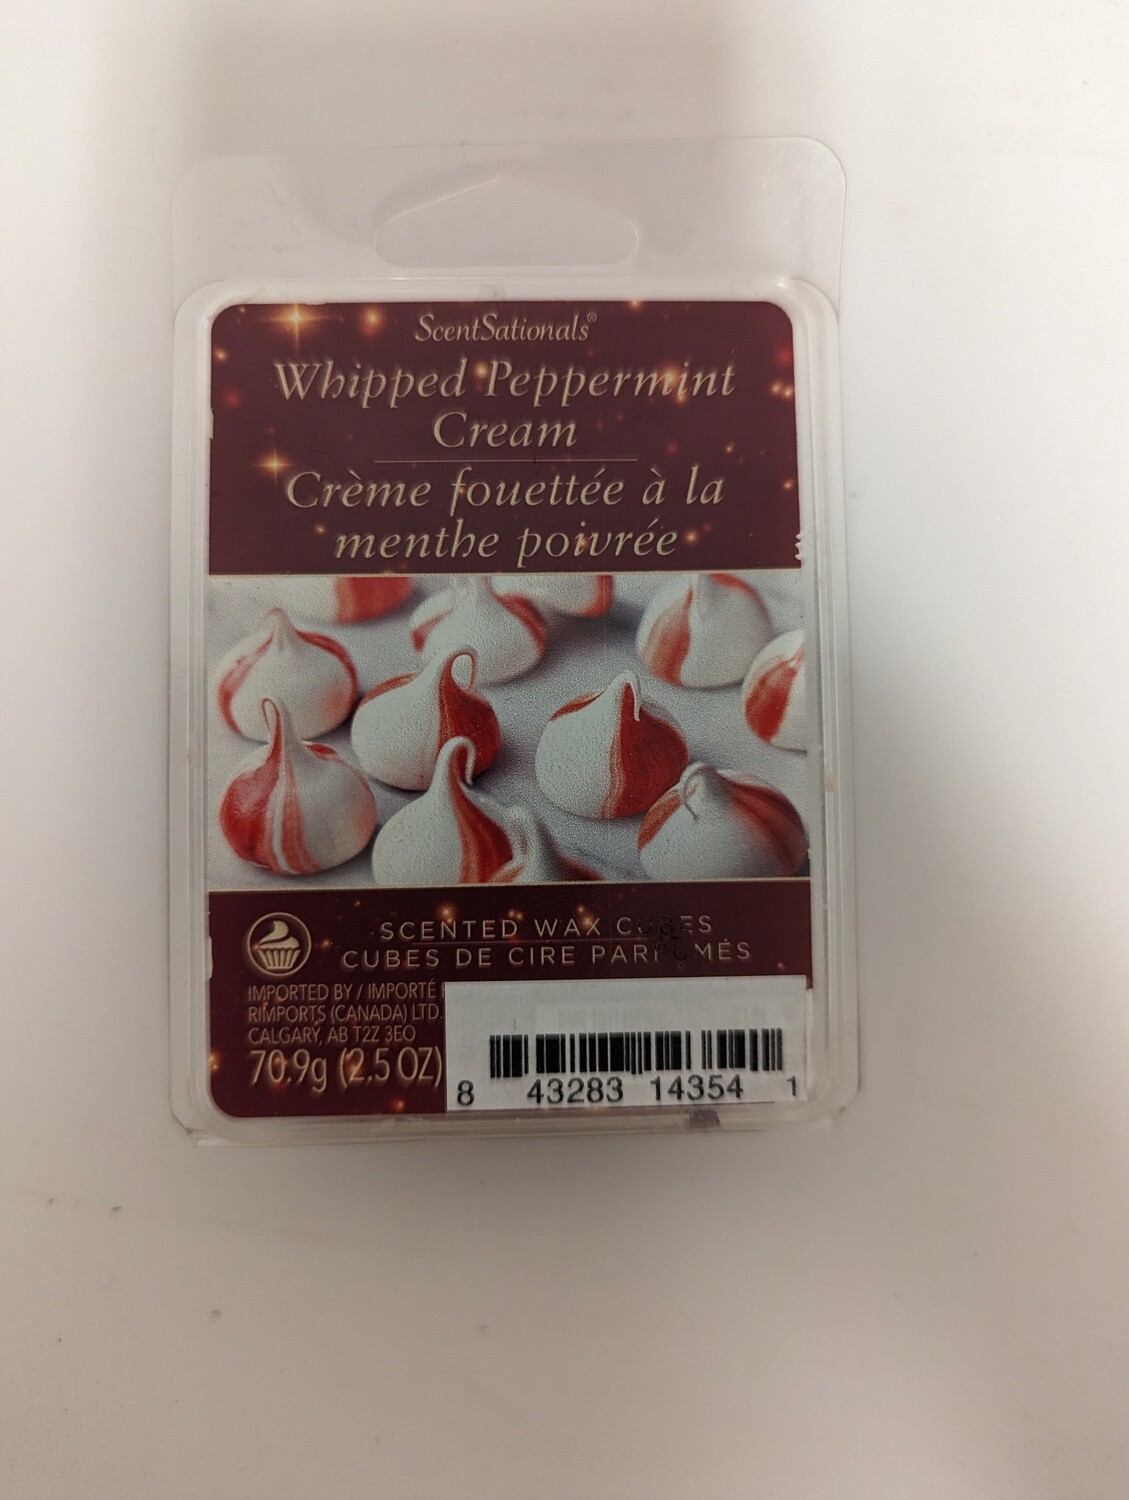 ScentSationals®
Whipped Peppermint
Cream
Crème fouettée à la
menthe poivrée
SCENTED WAX CUBES
CUBES DE CIRE PARFUMÉS
IMPORTED BY / IMPORTÉ
RIMPORTS (CANADA) LTD.
CALGARY, AB T2Z 3E0
70.9g (2.5 OZ)
8 43283 14354 1